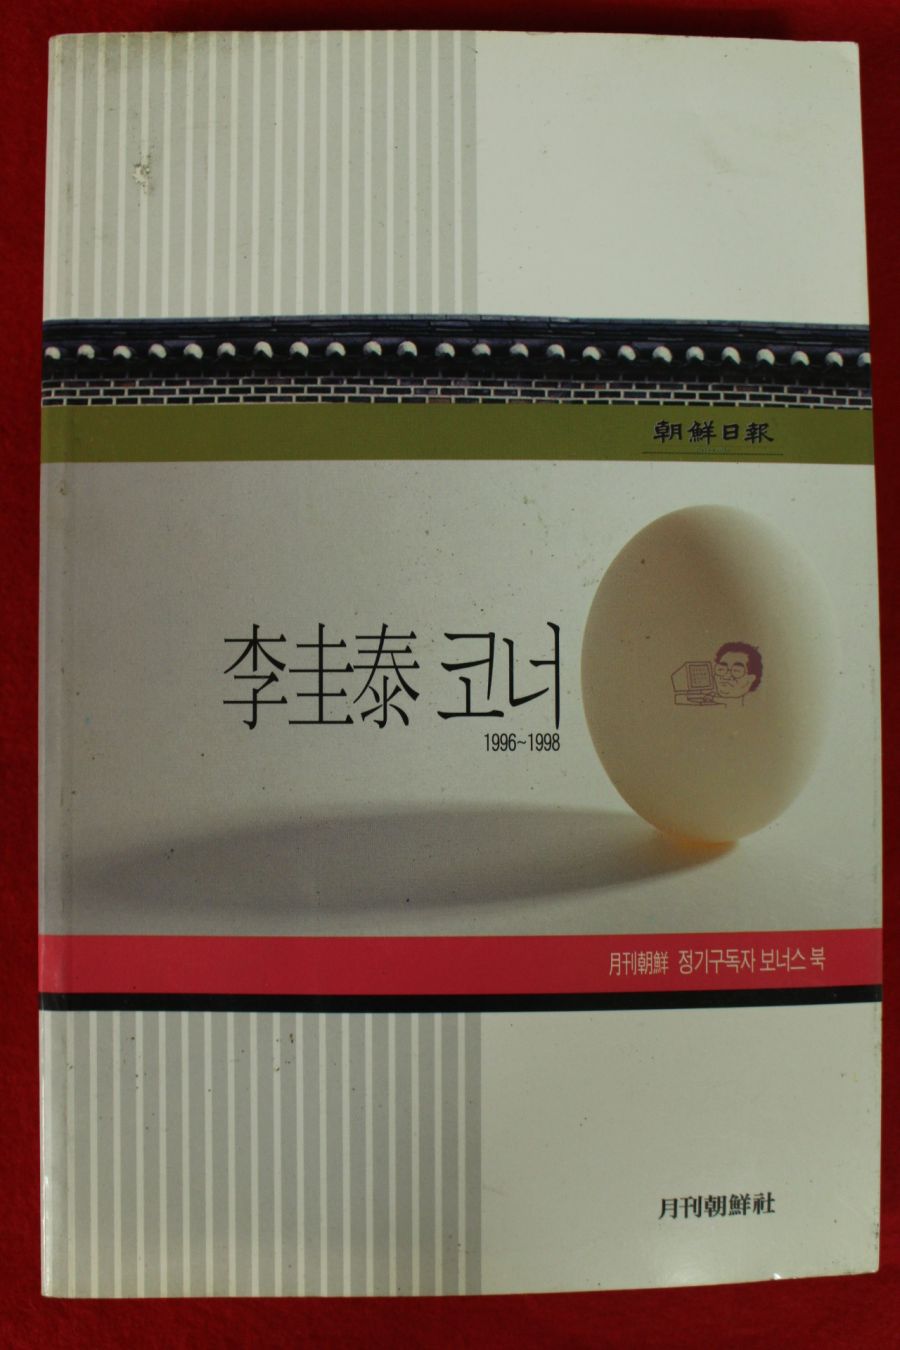 朝鮮日報
李圭泰 코너
1996~1998
月刊朝鮮 정기구독자 보너스 북
月刊朝鮮社